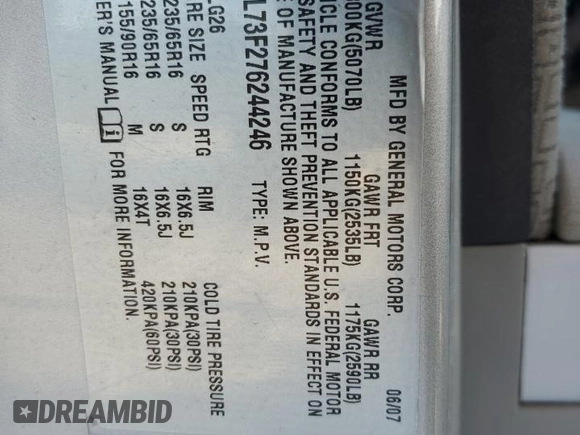 MFD BY GENERAL MOTORS CORP. 06/07
GVWR GAWR FRT GAWR RR
300KG(5070LB) 1150KG(2535LB) 1175KG(2590LB)
HICLE CONFORMS TO ALL APPLICABLE U.S. FEDERAL MOTOR
SAFETY AND THEFT PREVENTION STANDARDS IN EFFECT ON
E OF MANUFACTURE SHOWN ABOVE.
L73F276244246 TYPE: M.P.V.
LG26
RE SIZE SPEED RTG RIM COLD TIRE PRESSURE
235/65R16 S 16X6.5J 210KPA(30PSI)
235/65R16 S 16X6.5J 210KPA(30PSI)
155/90R16 M 16X4T 420KPA(60PSI)
ER'S MANUAL FOR MORE INFORMATION.
DREAMBID